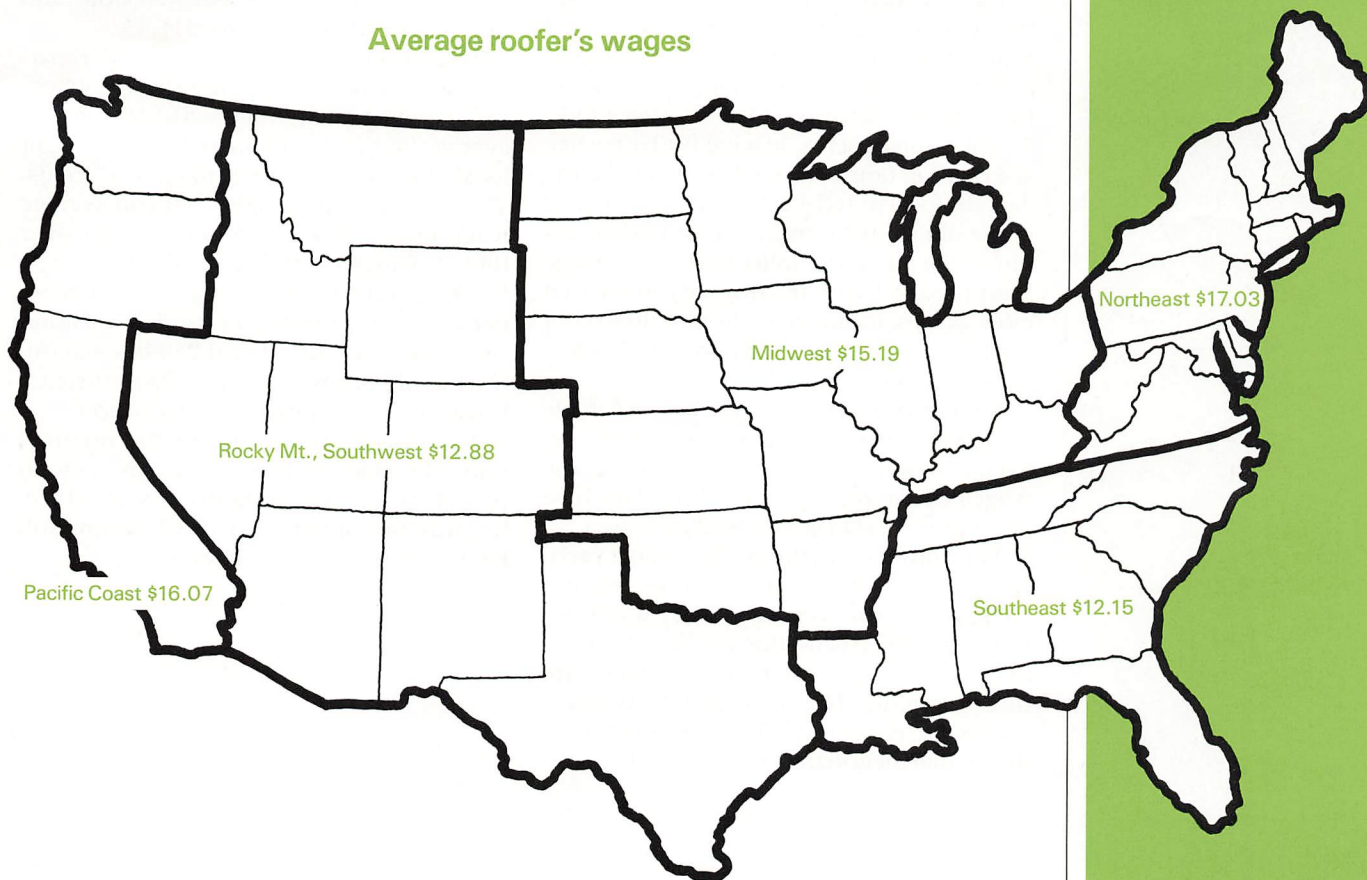 Average roofer's wages
Northeast $17.03
Midwest $15.19
Rocky Mt., Southwest $12.88
Pacific Coast $16.07
Southeast $12.15